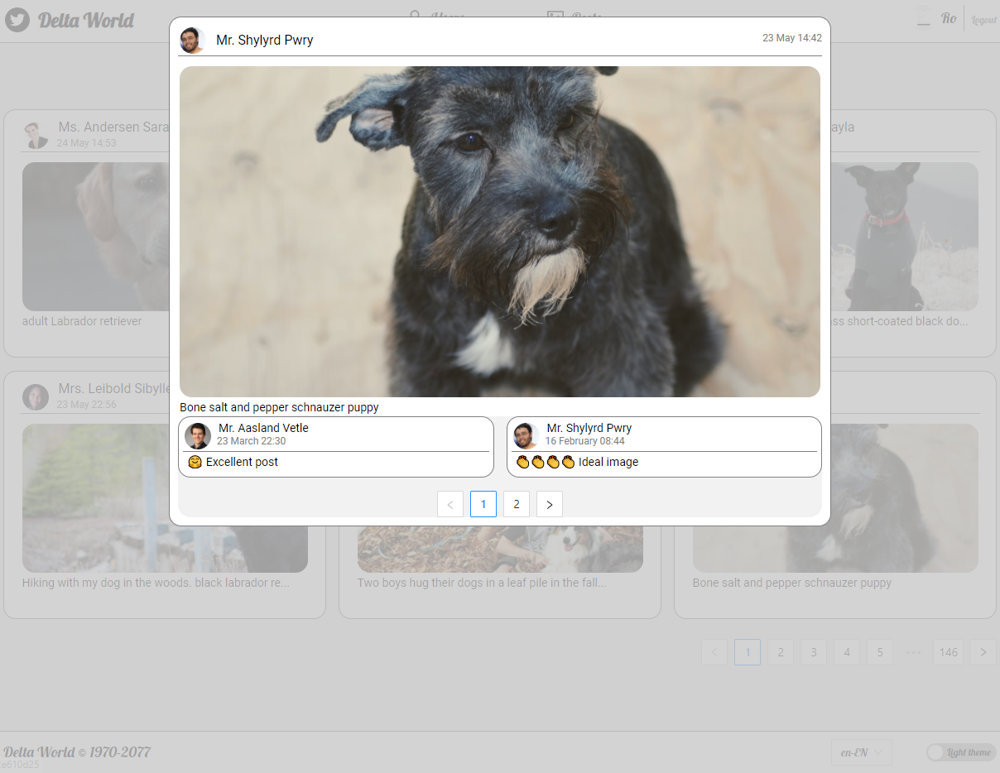 Delta World
Users
Posts
Ro
Logout
Mr. Shylyrd Pwry
23 May 14:42
Ms. Andersen Sara
24 May 14:53
ayla
adult Labrador retriever
ss short-coated black do...
Mrs. Leibold Sibylle
23 May 22:56
Bone salt and pepper schnauzer puppy
Mr. Aasland Vetle
23 March 22:30
🤗 Excellent post
Mr. Shylyrd Pwry
16 February 08:44
👏👏👏👏 Ideal image
< 1 2 >
Hiking with my dog in the woods. black labrador re...
Two boys hug their dogs in a leaf pile in the fall...
Bone salt and pepper schnauzer puppy
< 1 2 3 4 5 ••• 146 >
Delta World © 1970-2077
e610d25
en-EN
Light theme